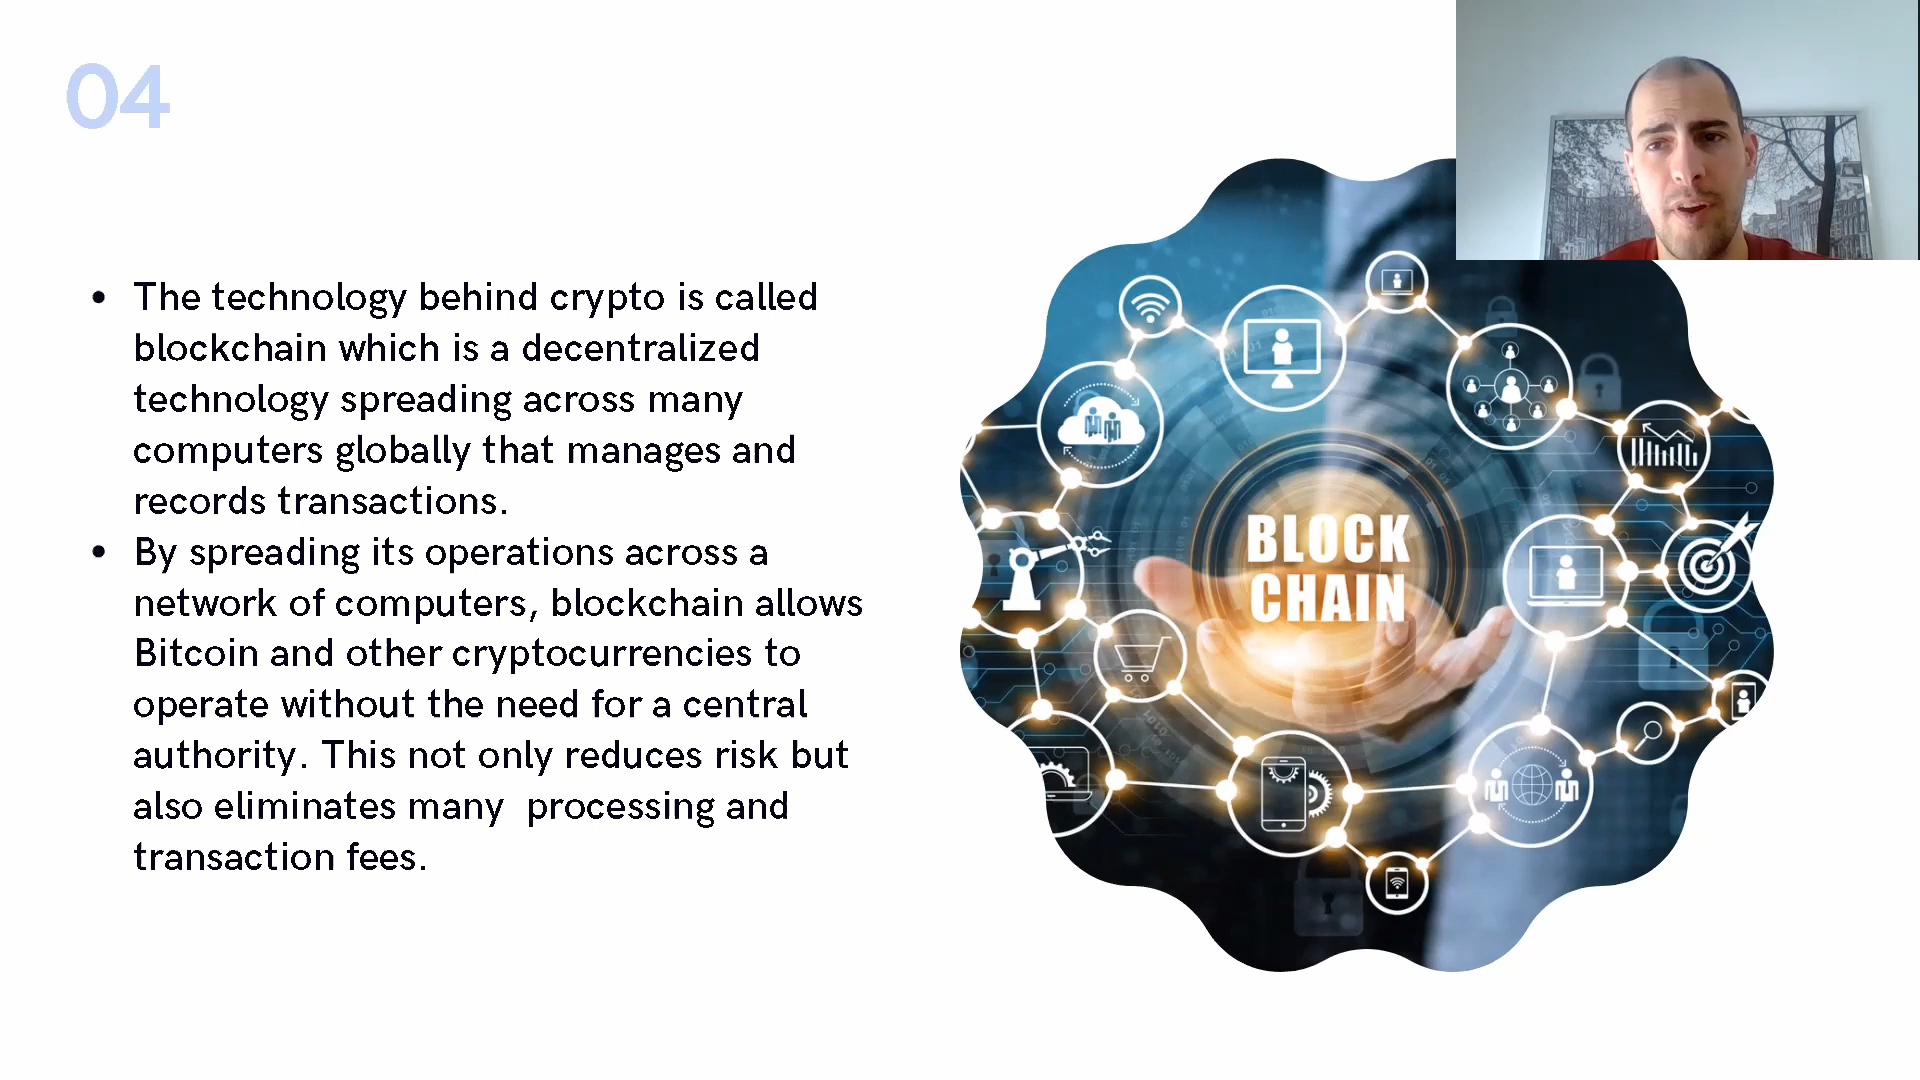 04
• The technology behind crypto is called
blockchain which is a decentralized
technology spreading across many
computers globally that manages and
records transactions.
• By spreading its operations across a
network of computers, blockchain allows
Bitcoin and other cryptocurrencies to
operate without the need for a central
authority. This not only reduces risk but
also eliminates many  processing and
transaction fees.
BLOCK
CHAIN